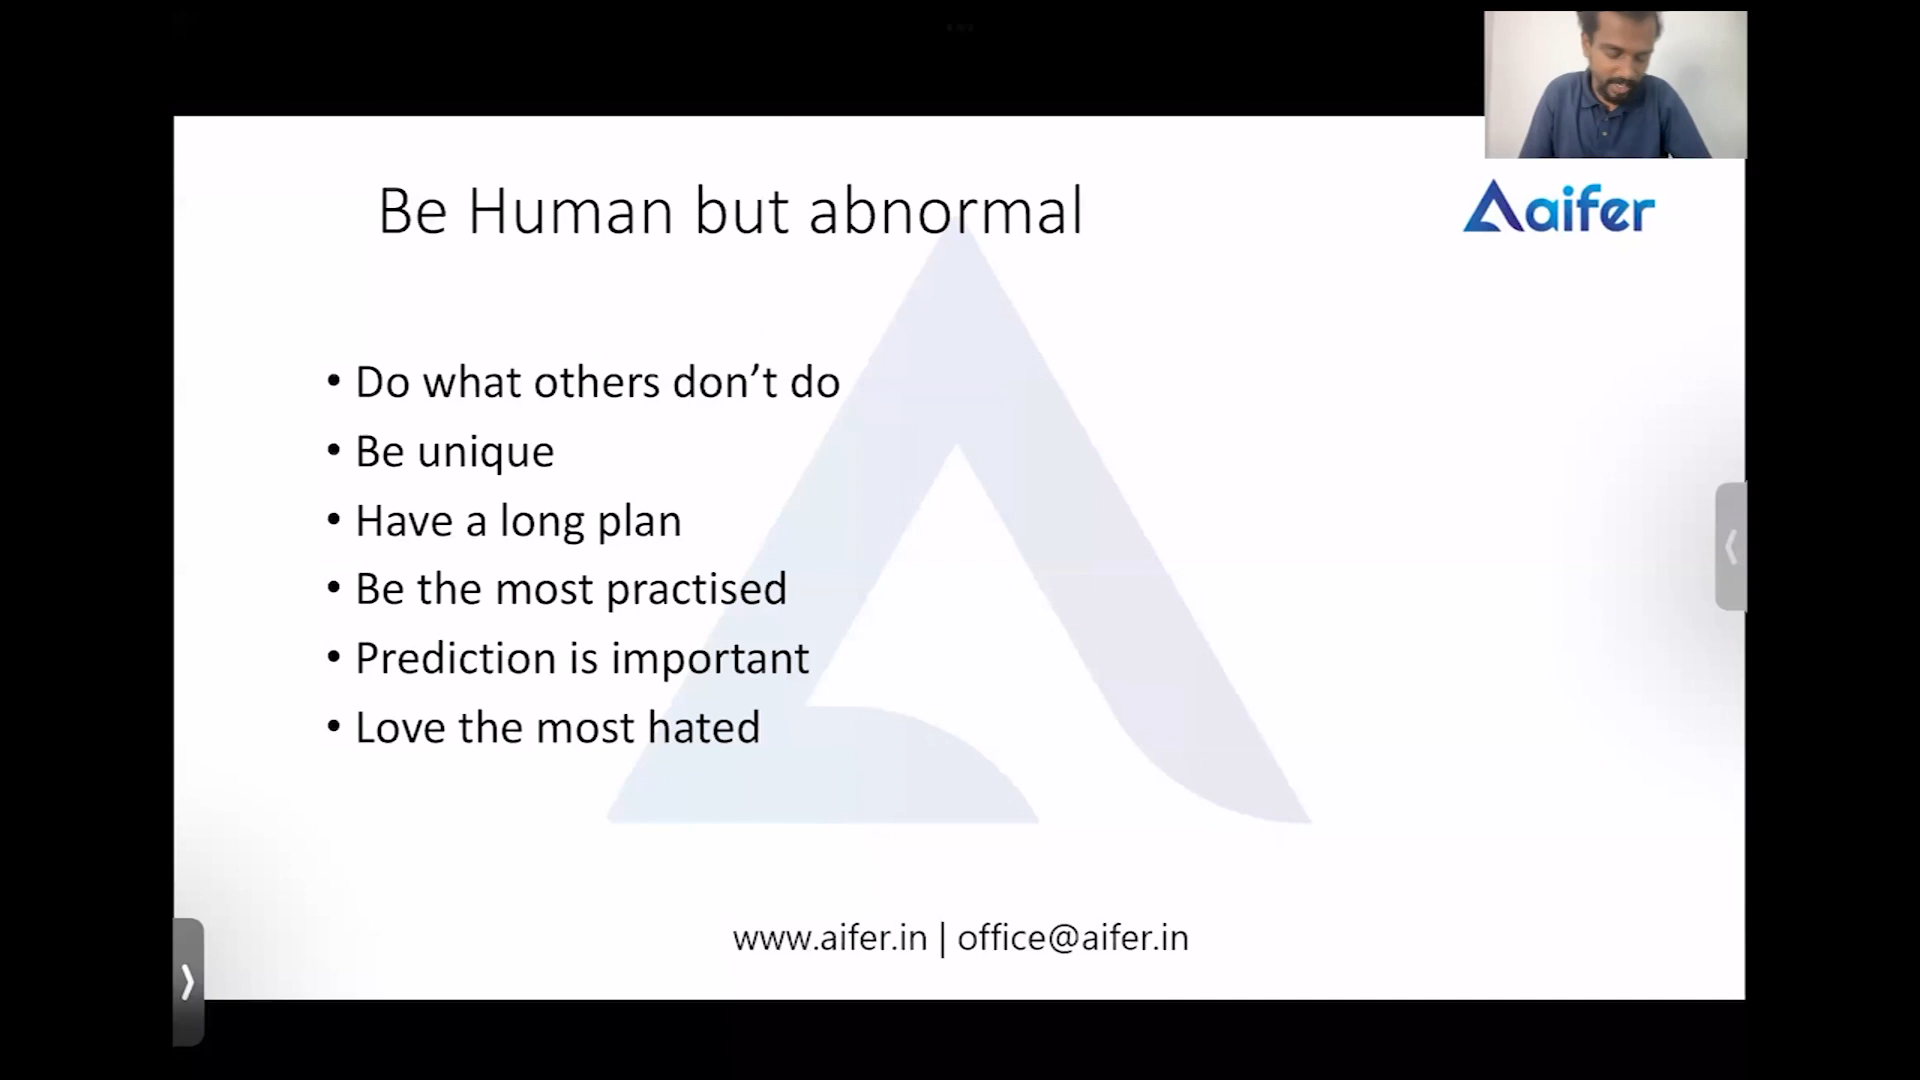 Be Human but abnormal
aifer
• Do what others don’t do
• Be unique
• Have a long plan
• Be the most practised
• Prediction is important
• Love the most hated
www.aifer.in | office@aifer.in